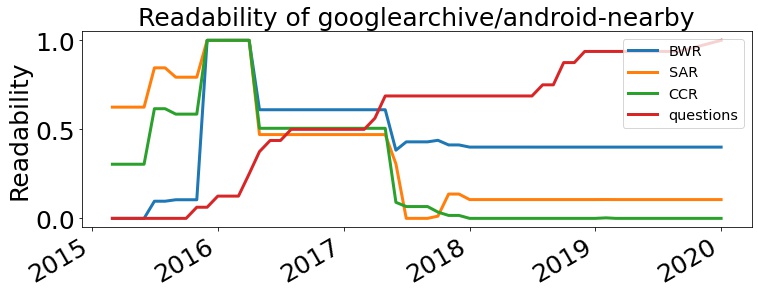 Readability of googlearchive/android-nearby
Readability
1.0
0.5
0.0
BWR
SAR
CCR
questions
2015
2016
2017
2018
2019
2020